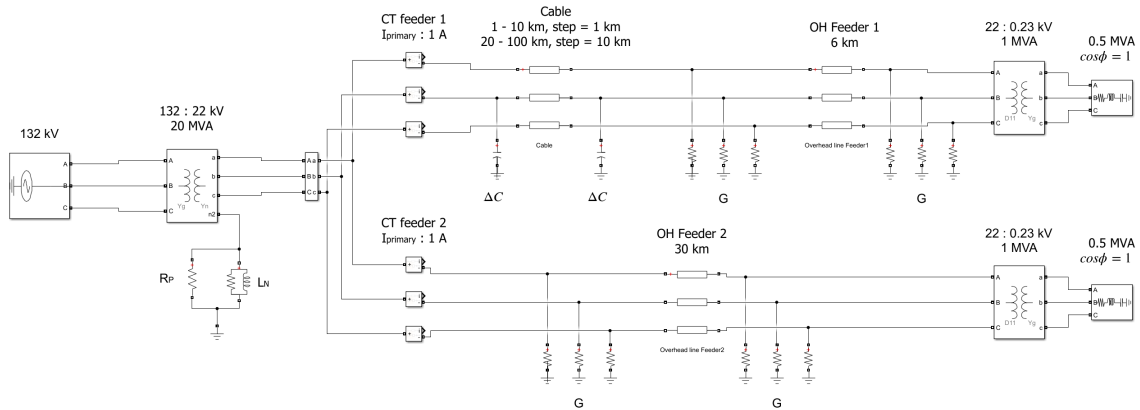 Cable
1 - 10 km, step = 1 km
20 - 100 km, step = 10 km
CT feeder 1
Iprimary : 1 A
OH Feeder 1
6 km
22 : 0.23 kV
1 MVA
0.5 MVA
cosϕ = 1
132 : 22 kV
20 MVA
132 kV
A
B
C
A
B
C
Yg
Yn
a
b
c
n2
A a
B b
C c
RP
LN
Cable
Overhead line Feeder1
A
B
C
D11
Yg
a
b
c
A
B
C
ΔC
ΔC
G
G
CT feeder 2
Iprimary : 1 A
OH Feeder 2
30 km
22 : 0.23 kV
1 MVA
0.5 MVA
cosϕ = 1
Overhead line Feeder2
A
B
C
D11
Yg
a
b
c
A
B
C
G
G